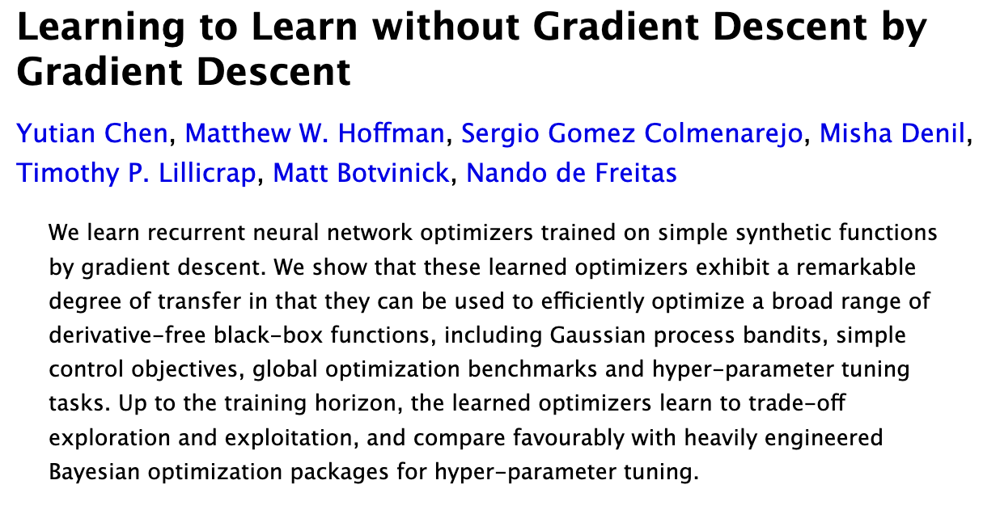 Learning to Learn without Gradient Descent by
Gradient Descent
Yutian Chen, Matthew W. Hoffman, Sergio Gomez Colmenarejo, Misha Denil,
Timothy P. Lillicrap, Matt Botvinick, Nando de Freitas
We learn recurrent neural network optimizers trained on simple synthetic functions
by gradient descent. We show that these learned optimizers exhibit a remarkable
degree of transfer in that they can be used to efficiently optimize a broad range of
derivative-free black-box functions, including Gaussian process bandits, simple
control objectives, global optimization benchmarks and hyper-parameter tuning
tasks. Up to the training horizon, the learned optimizers learn to trade-off
exploration and exploitation, and compare favourably with heavily engineered
Bayesian optimization packages for hyper-parameter tuning.